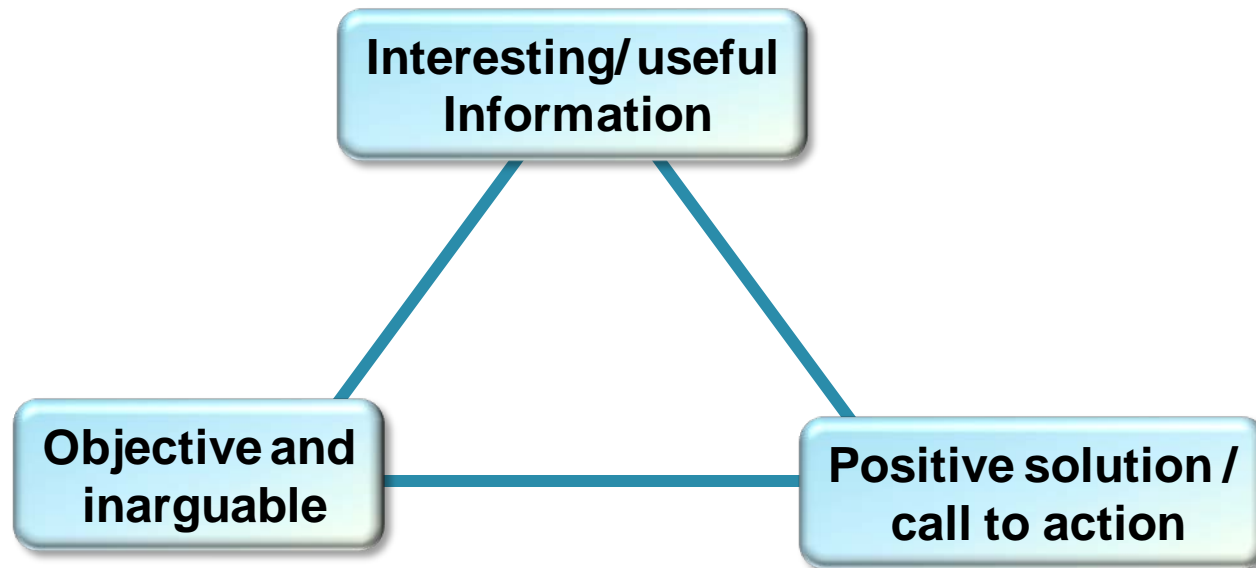 Interesting/ useful
Information
Objective and
inarguable
Positive solution /
call to action